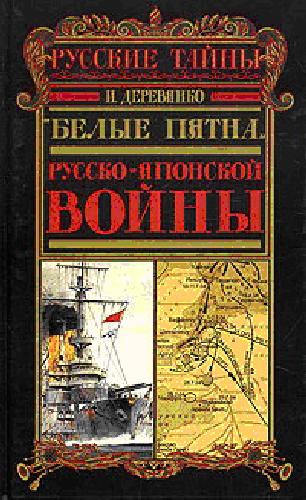 РУССКИЕ ТАЙНЫ
И. ДЕРЕВЯНКО
"БЕЛЫЕ ПЯТНА"
РУССКО-ЯПОНСКОЙ
ВОЙНЫ